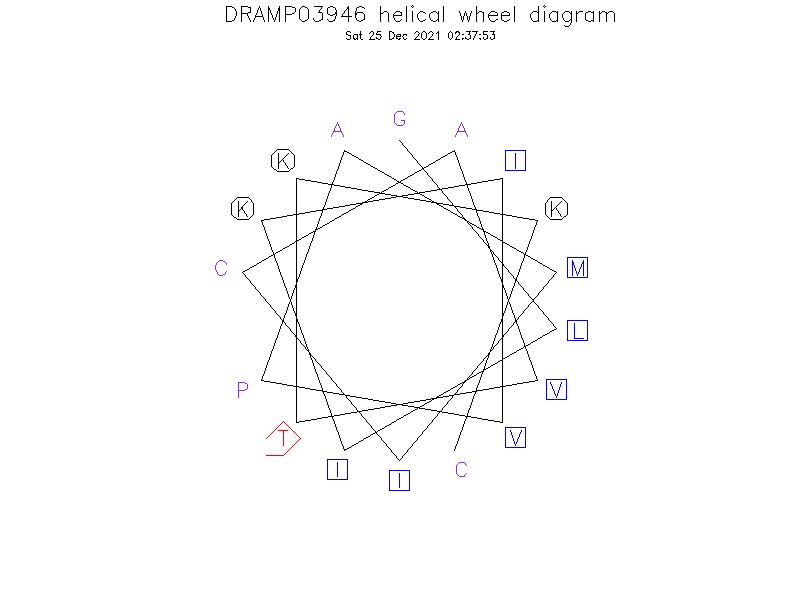 DRAMP03946 helical wheel diagram
Sat 25 Dec 2021 02:37:53
G
A A
K I
K K
C M
L
P V
T V
I I C